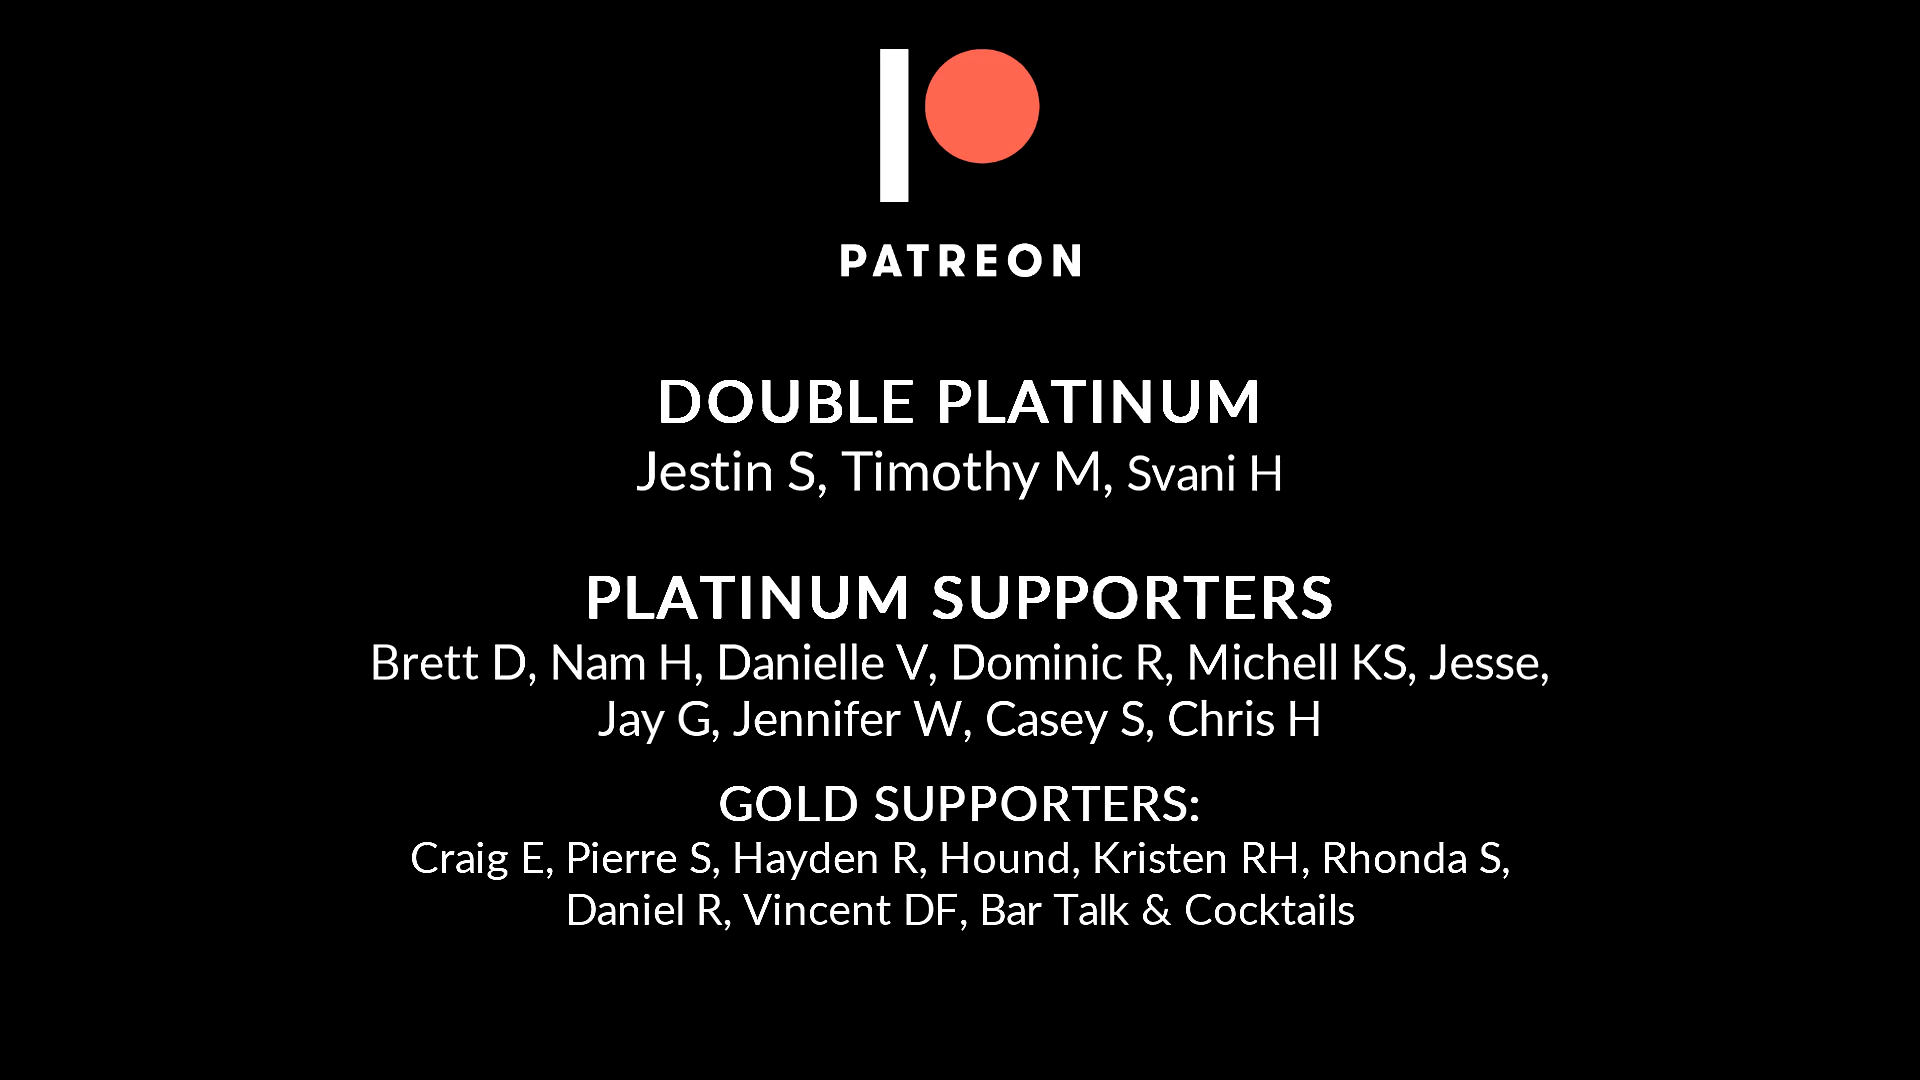 PATREON
DOUBLE PLATINUM
Jestin S, Timothy M, Svani H
PLATINUM SUPPORTERS
Brett D, Nam H, Danielle V, Dominic R, Michell KS, Jesse,
Jay G, Jennifer W, Casey S, Chris H
GOLD SUPPORTERS:
Craig E, Pierre S, Hayden R, Hound, Kristen RH, Rhonda S,
Daniel R, Vincent DF, Bar Talk & Cocktails